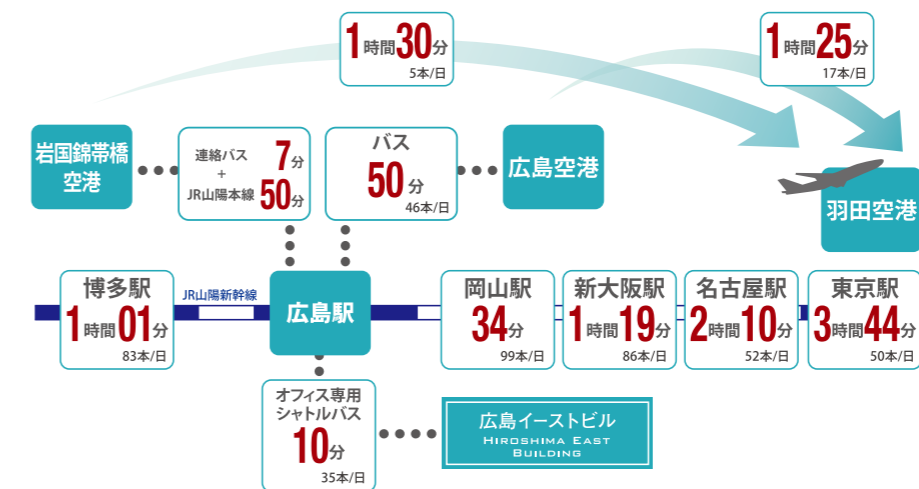 1時間30分
5本/日
1時間25分
17本/日
岩国錦帯橋
空港
連絡バス 7分
+
JR山陽本線 50分
バス
50分
46本/日
広島空港
羽田空港
博多駅
1時間01分
83本/日
JR山陽新幹線
広島駅
岡山駅
34分
99本/日
新大阪駅
1時間19分
86本/日
名古屋駅
2時間10分
52本/日
東京駅
3時間44分
50本/日
オフィス専用
シャトルバス
10分
35本/日
広島イーストビル
HIROSHIMA EAST
BUILDING